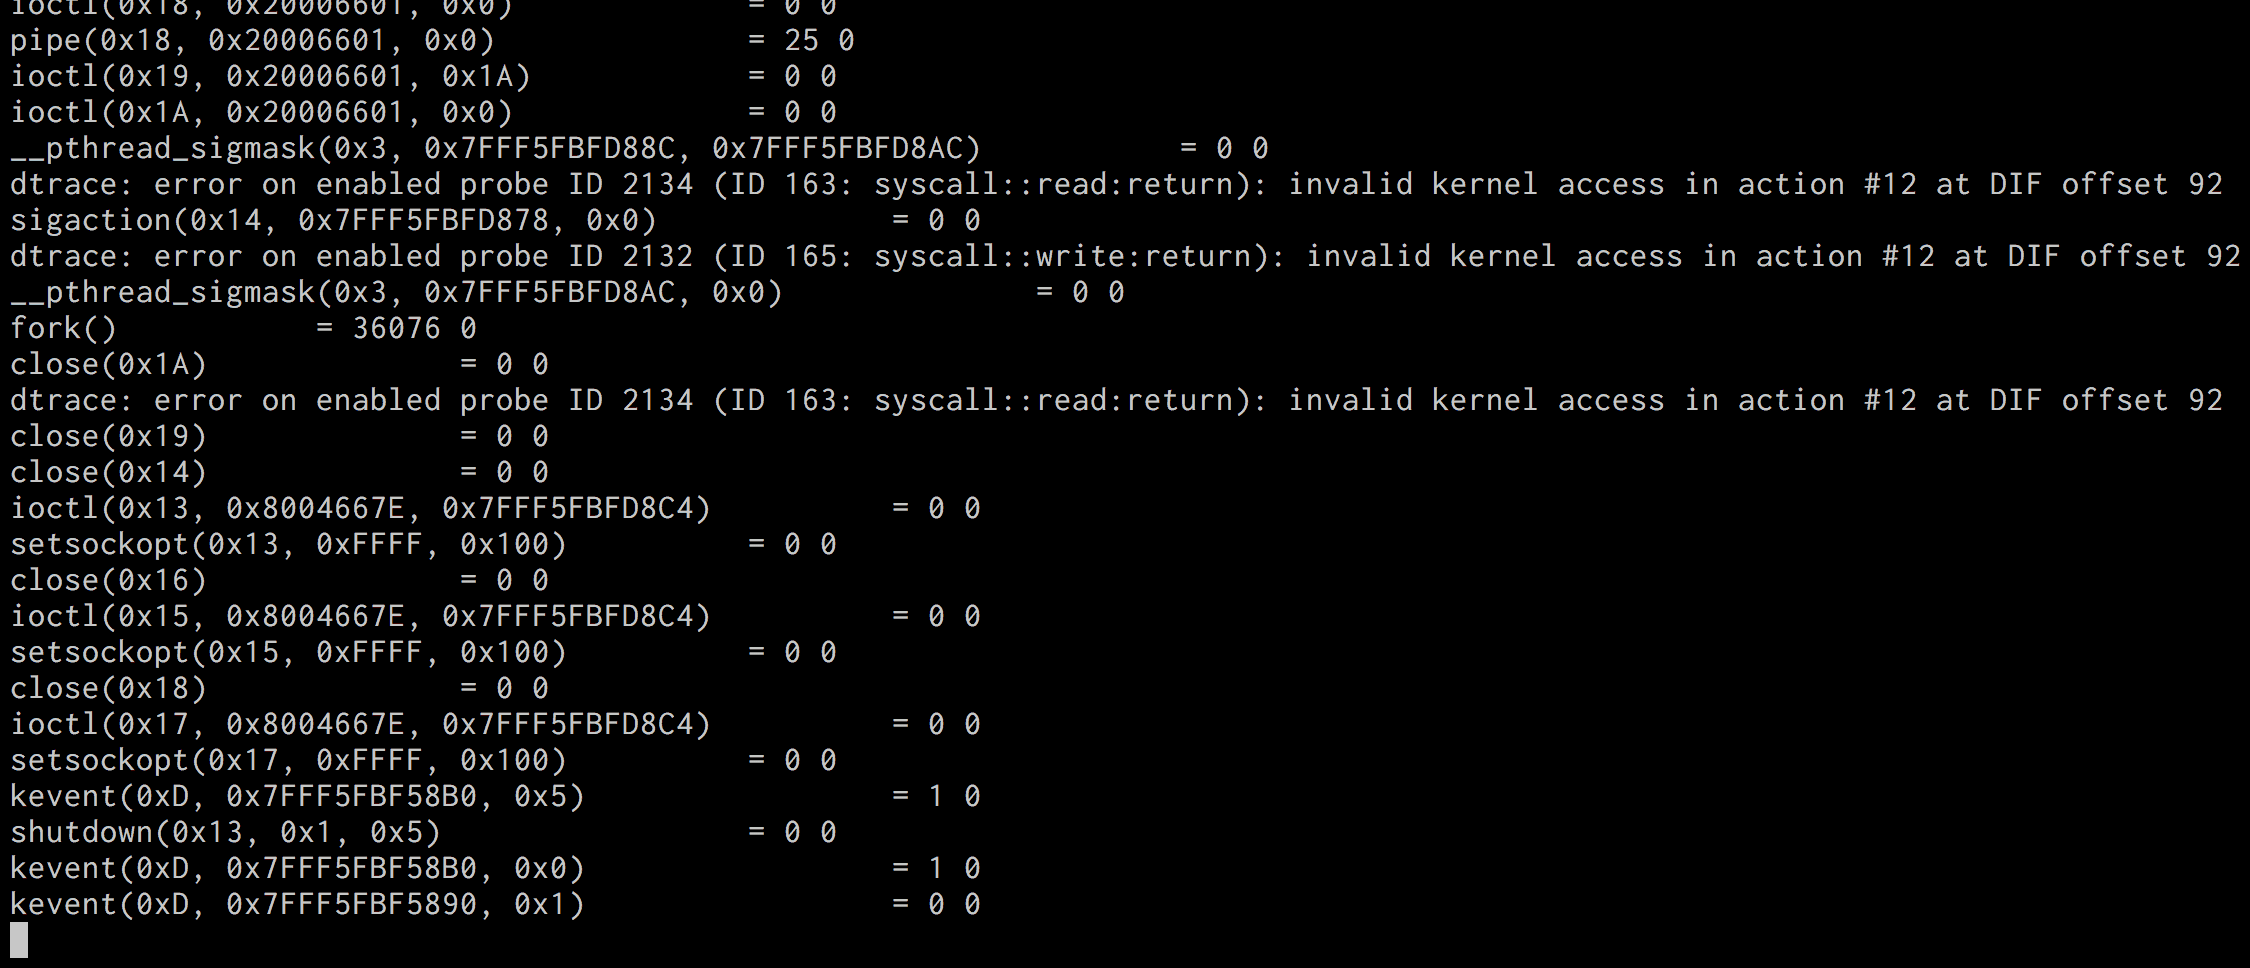 ioctl(0x18, 0x20006601, 0x0) = 0 0
pipe(0x18, 0x20006601, 0x0) = 25 0
ioctl(0x19, 0x20006601, 0x1A) = 0 0
ioctl(0x1A, 0x20006601, 0x0) = 0 0
__pthread_sigmask(0x3, 0x7FFF5FBFD88C, 0x7FFF5FBFD8AC) = 0 0
dtrace: error on enabled probe ID 2134 (ID 163: syscall::read:return): invalid kernel access in action #12 at DIF offset 92
sigaction(0x14, 0x7FFF5FBFD878, 0x0) = 0 0
dtrace: error on enabled probe ID 2132 (ID 165: syscall::write:return): invalid kernel access in action #12 at DIF offset 92
__pthread_sigmask(0x3, 0x7FFF5FBFD8AC, 0x0) = 0 0
fork() = 36076 0
close(0x1A) = 0 0
dtrace: error on enabled probe ID 2134 (ID 163: syscall::read:return): invalid kernel access in action #12 at DIF offset 92
close(0x19) = 0 0
close(0x14) = 0 0
ioctl(0x13, 0x8004667E, 0x7FFF5FBFD8C4) = 0 0
setsockopt(0x13, 0xFFFF, 0x100) = 0 0
close(0x16) = 0 0
ioctl(0x15, 0x8004667E, 0x7FFF5FBFD8C4) = 0 0
setsockopt(0x15, 0xFFFF, 0x100) = 0 0
close(0x18) = 0 0
ioctl(0x17, 0x8004667E, 0x7FFF5FBFD8C4) = 0 0
setsockopt(0x17, 0xFFFF, 0x100) = 0 0
kevent(0xD, 0x7FFF5FBF58B0, 0x5) = 1 0
shutdown(0x13, 0x1, 0x5) = 0 0
kevent(0xD, 0x7FFF5FBF58B0, 0x0) = 1 0
kevent(0xD, 0x7FFF5FBF5890, 0x1) = 0 0